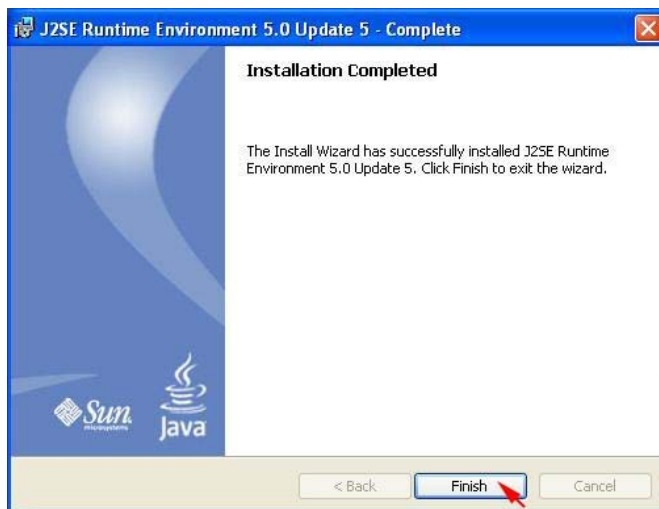 J2SE Runtime Environment 5.0 Update 5 - Complete
Installation Completed
The Install Wizard has successfully installed J2SE Runtime
Environment 5.0 Update 5. Click Finish to exit the wizard.
Sun
microsystems
Java
< Back
Finish
Cancel